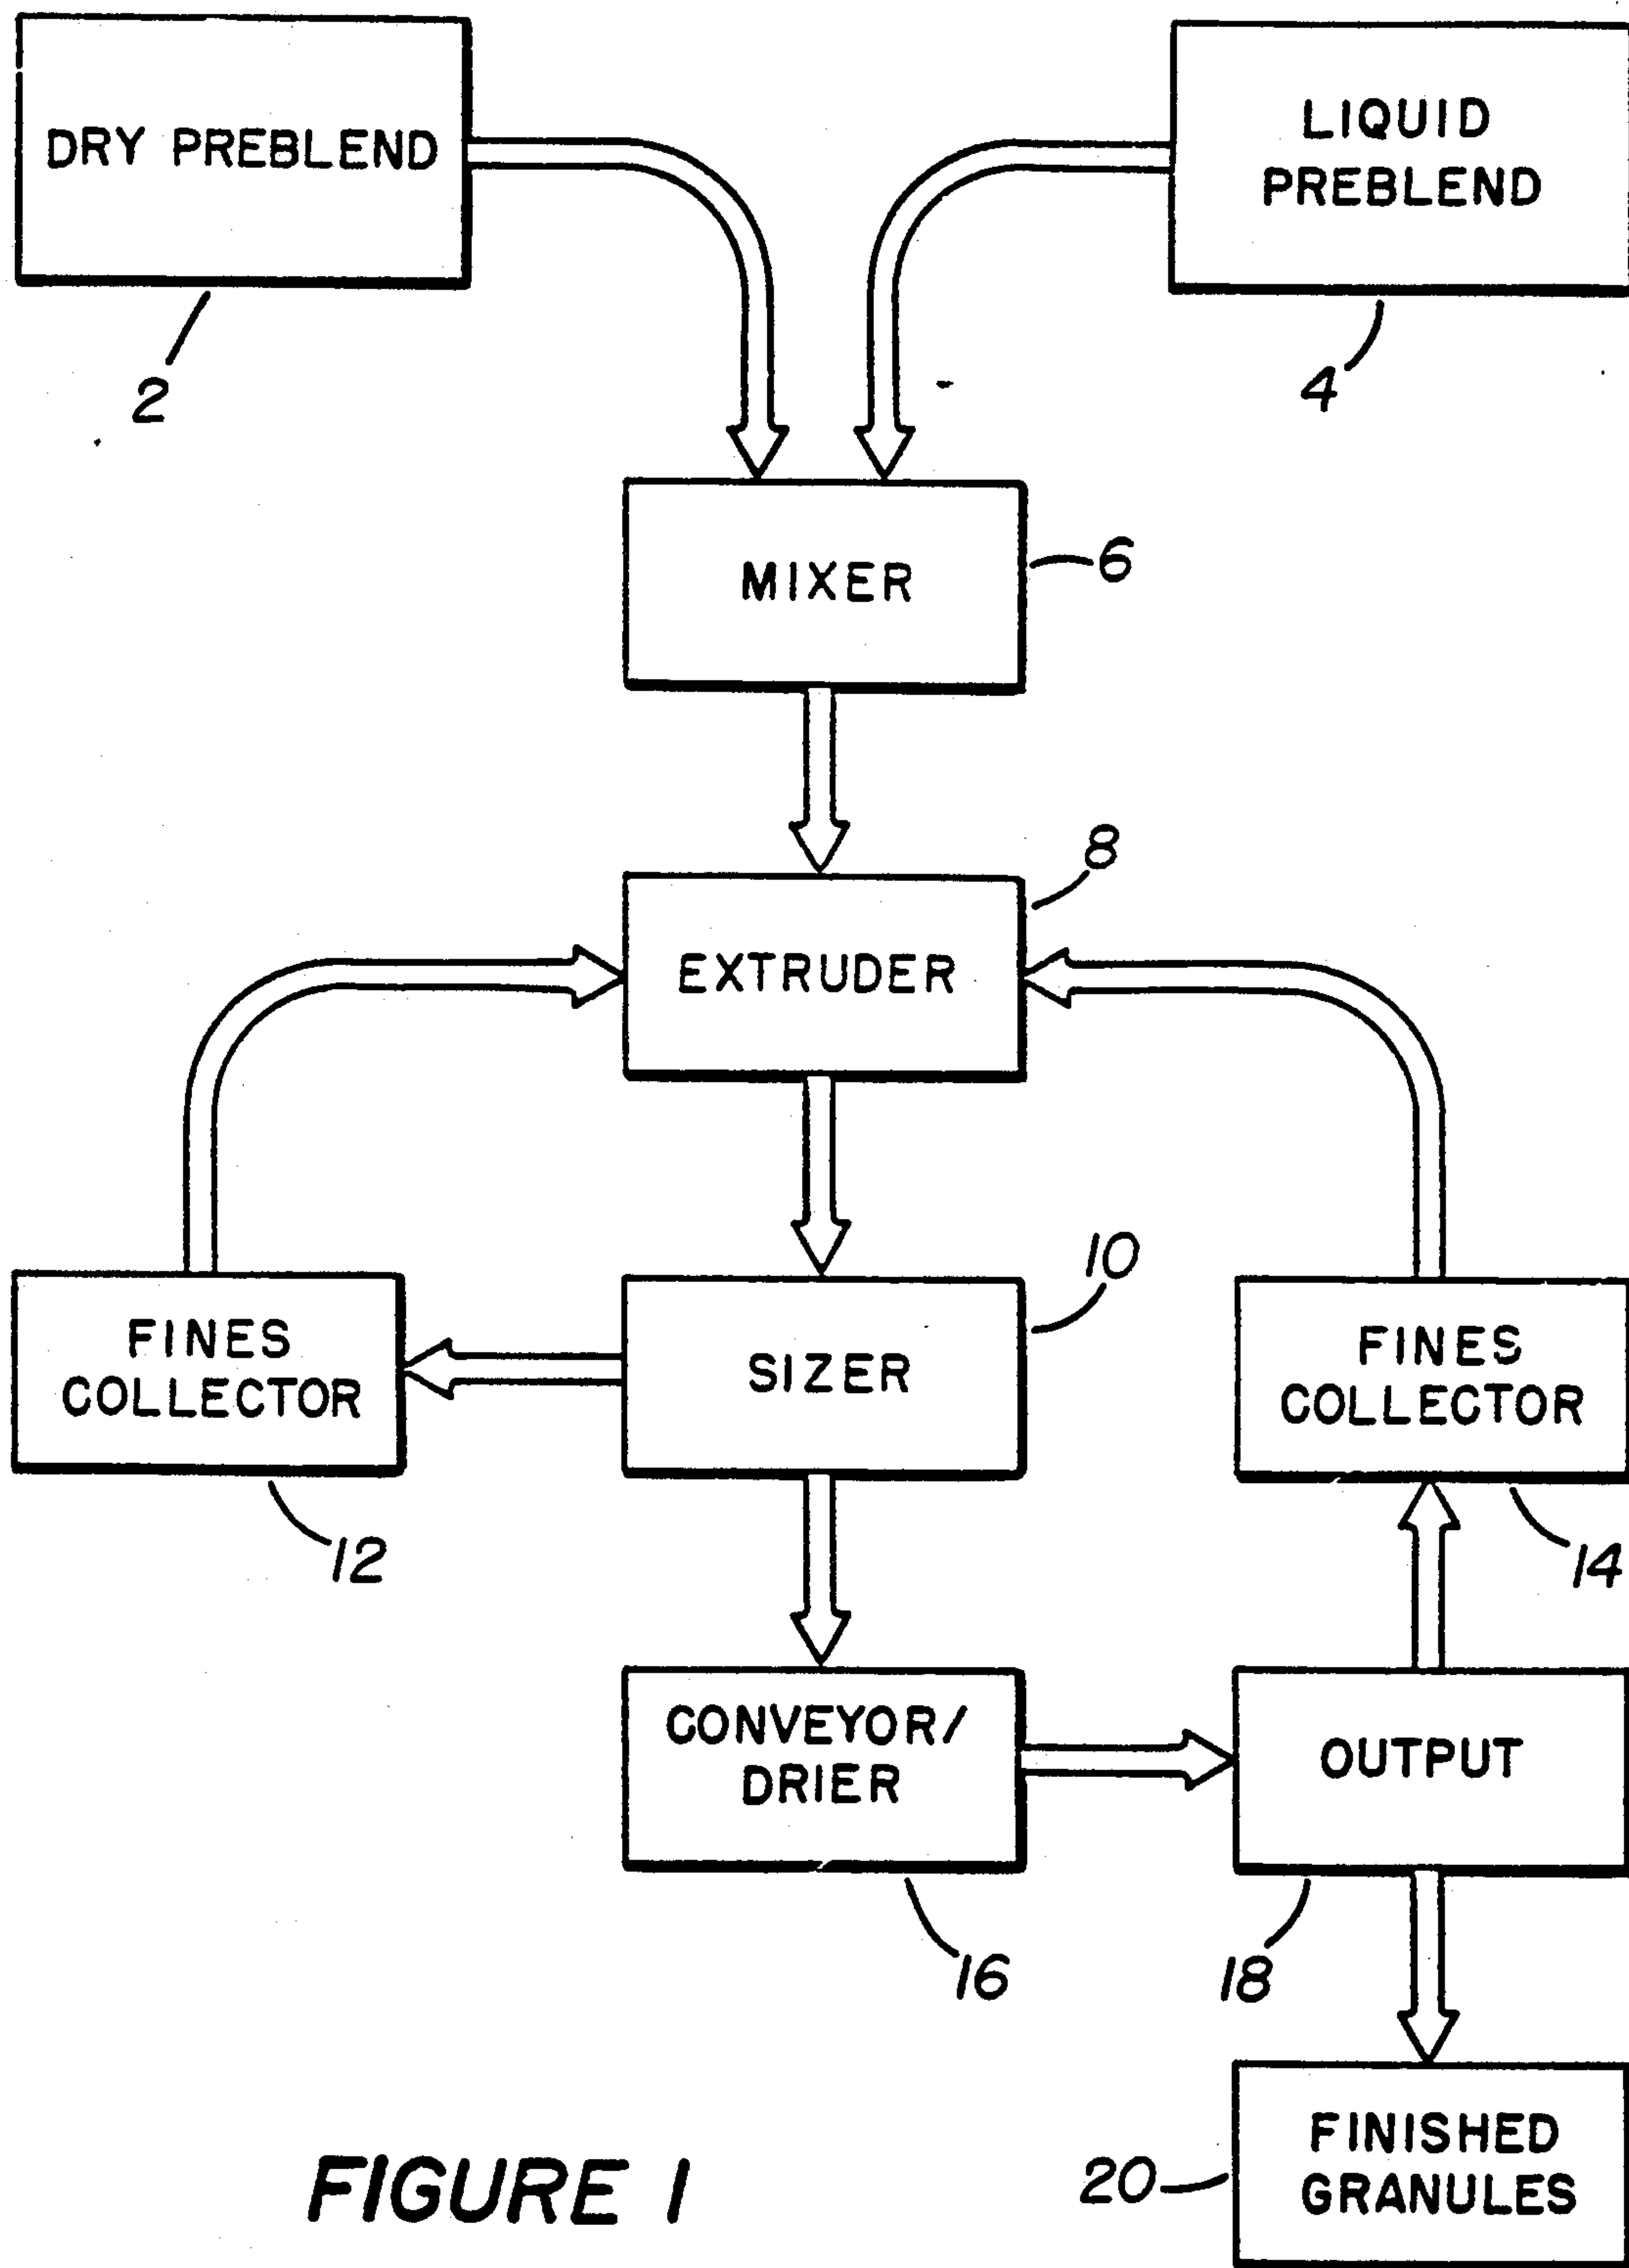 DRY PREBLEND
LIQUID
PREBLEND
2
4
MIXER
6
8
EXTRUDER
10
FINES
COLLECTOR
SIZER
FINES
COLLECTOR
12
14
CONVEYOR/
DRIER
OUTPUT
16
18
FINISHED
GRANULES
20
FIGURE 1